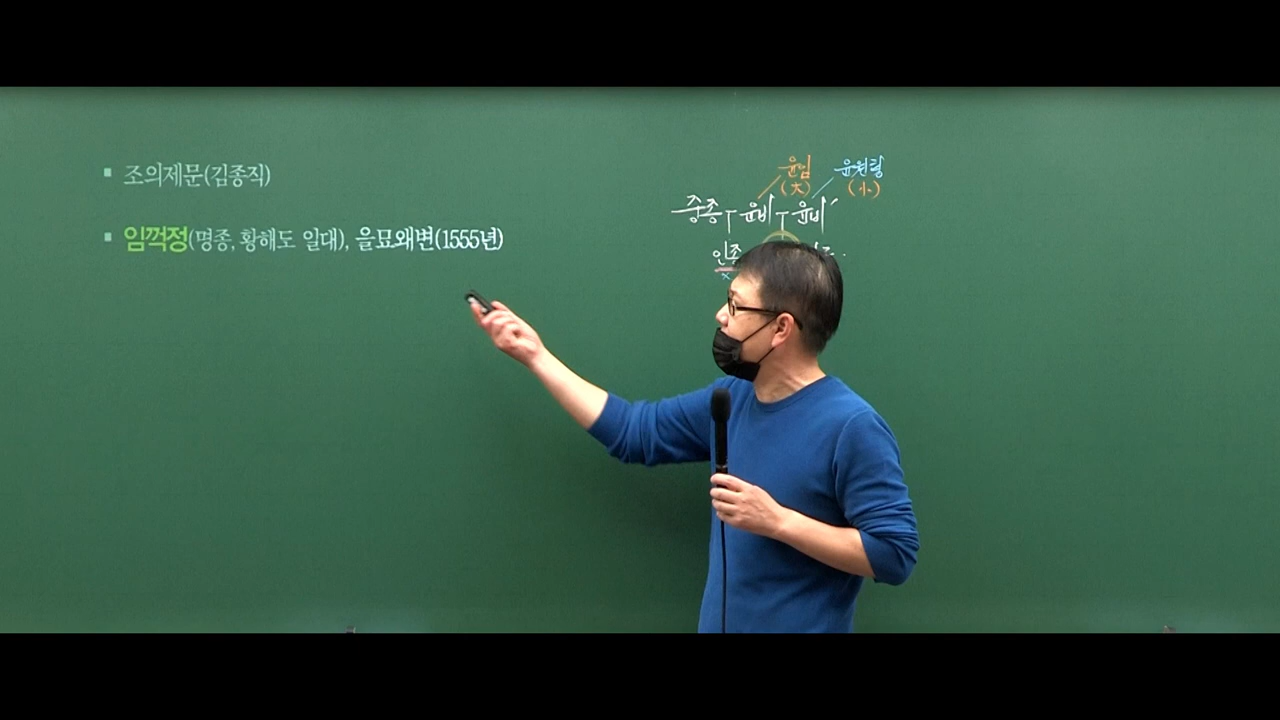 ▪ 조의제문(김종직)
▪ 임꺽정(명종, 황해도 일대), 을묘왜변(1555년)
윤임 윤원형
(大) (小)
중종 윤비 윤비′
인종